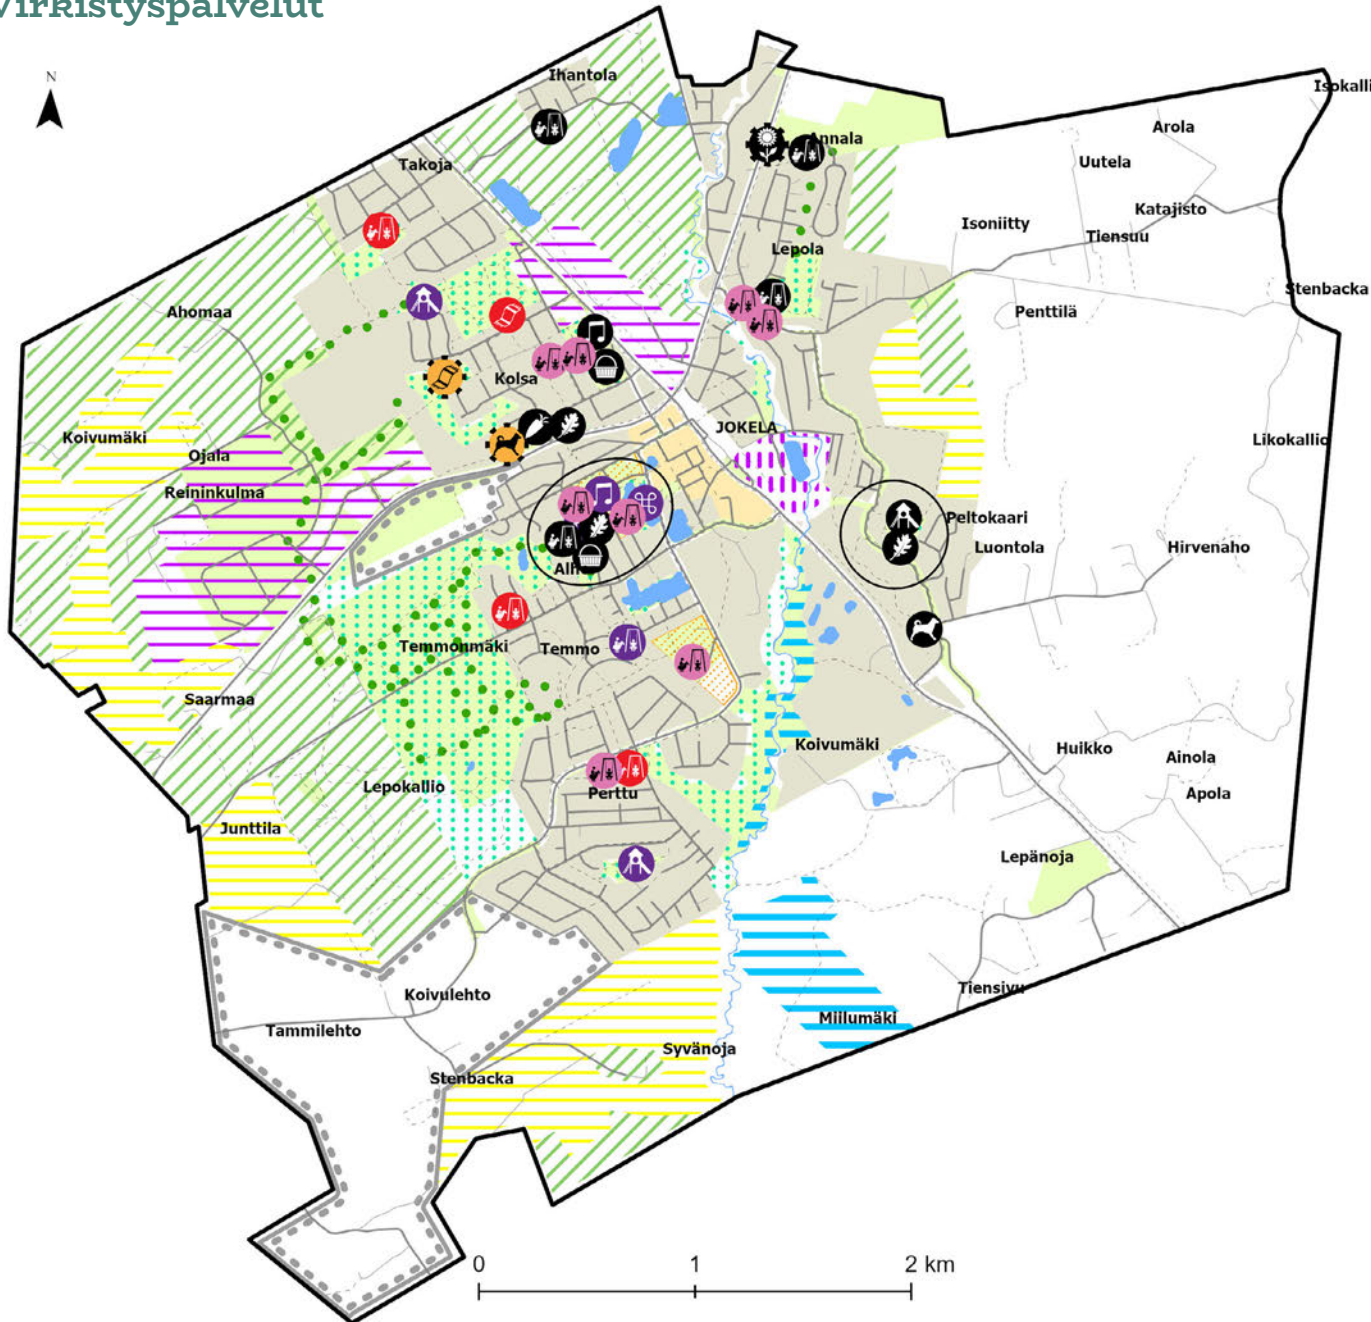 Virkistyspalvelut
N
Ihantola
Isokalli
Arola
Annala
Takoja
Uutela
Katajisto
Isoniitty
Tiensuu
Lepola
Stenbacka
Ahomaa
Penttilä
Kolsa
JOKELA
Koivumäki
Likokallio
Ojala
Reininkulma
Peltokaari
Luontola
Hirvenaho
Alh
Temmonmäki
Temmo
Saarmaa
Koivumäki
Huikko
Ainola
Lepokallio
Perttu
Apola
Junttila
Lepänoja
Koivulehto
Tiensivu
Tammilehto
Miilumäki
Syvänoja
Stenbacka
0 1 2 km